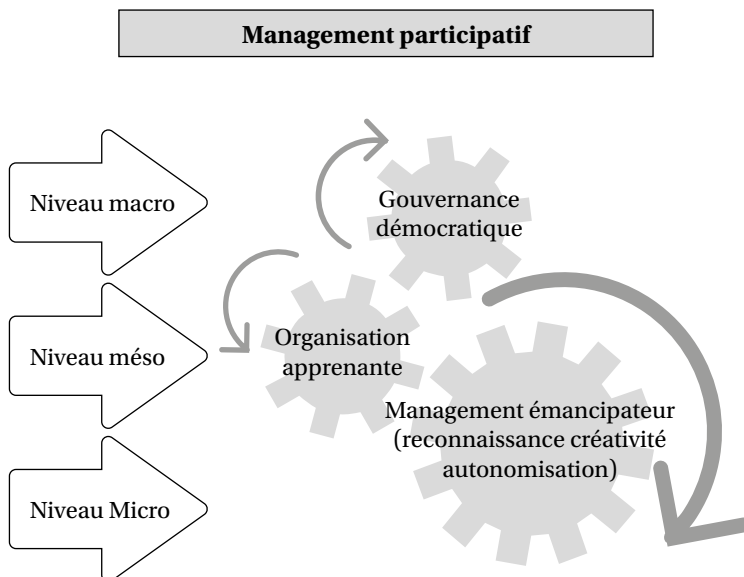 Management participatif
Niveau macro
Gouvernance
démocratique
Niveau méso
Organisation
apprenante
Niveau Micro
Management émancipateur
(reconnaissance créativité
autonomisation)